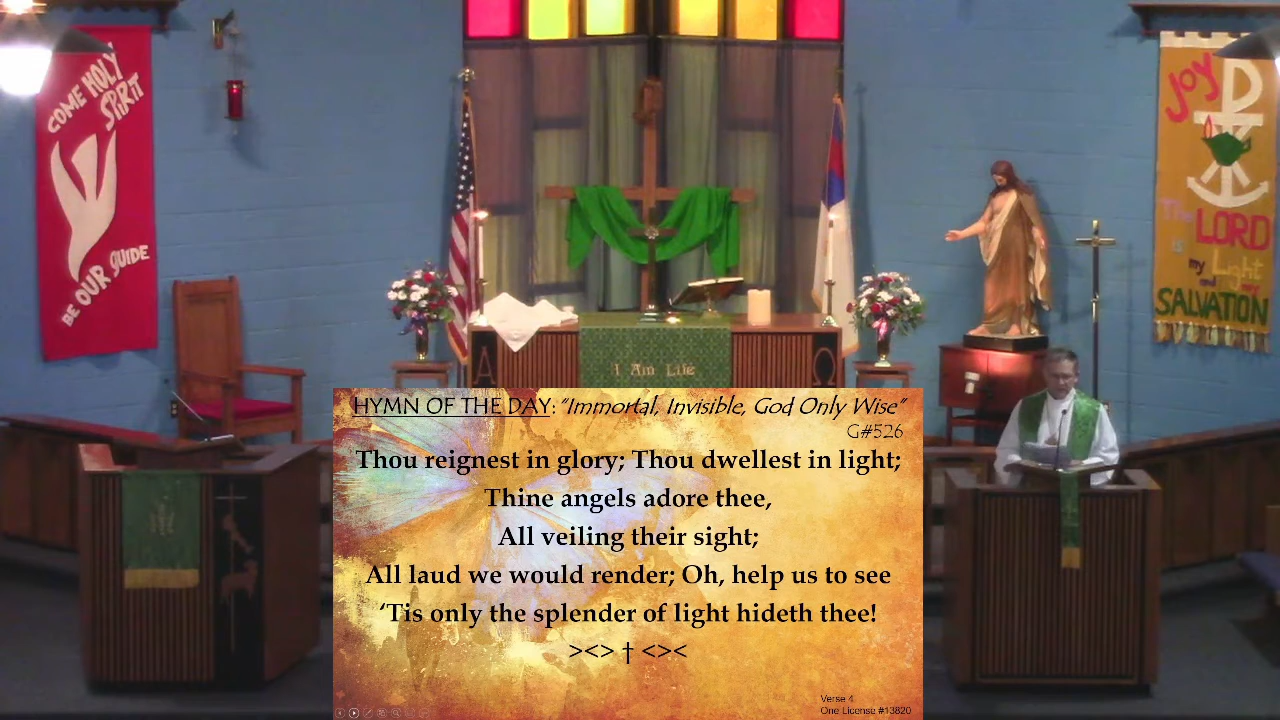 COME HOLY
SPIRIT
BE OUR GUIDE
Joy
The
LORD
is
my Light
and my
SALVATION
Α
I Am Life
Ω
HYMN OF THE DAY: “Immortal, Invisible, God Only Wise”
G#526
Thou reignest in glory; Thou dwellest in light;
Thine angels adore thee,
All veiling their sight;
All laud we would render; Oh, help us to see
‘Tis only the splender of light hideth thee!
><> † <><
Verse 4
One License #13820